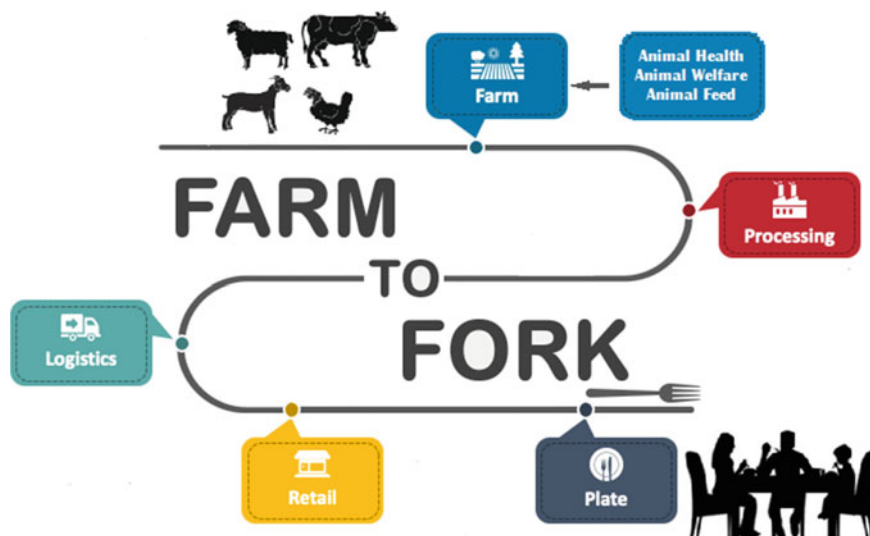 Animal Health
Animal Welfare
Animal Feed
Farm
FARM
Processing
TO
Logistics
FORK
Retail
Plate